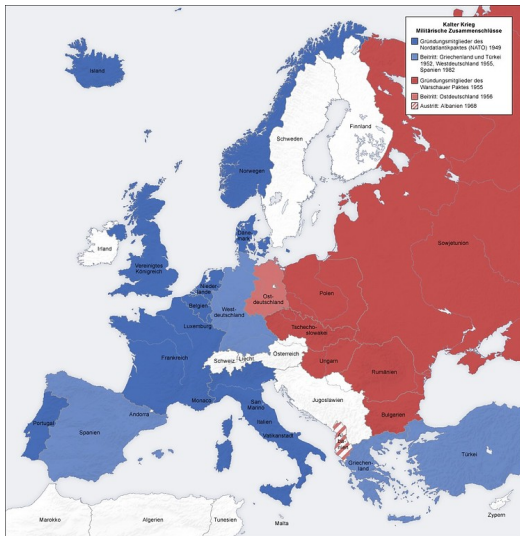 Kalter Krieg
Militärische Zusammenschlüsse
Gründungsmitglieder des
Nordatlantikpaktes (NATO) 1949
Beitritt: Griechenland und Türkei
1952, Westdeutschland 1955,
Spanien 1982
Gründungsmitglieder des
Warschauer Paktes 1955
Beitritt: Ostdeutschland 1956
Austritt: Albanien 1968
Island
Schweden
Finnland
Norwegen
Irland
Vereinigtes
Königreich
Däne-
mark
Sowjetunion
Nieder-
lande
Belgien
West-
deutschland
Ost-
deutschland
Polen
Luxemburg
Tschecho-
slowakei
Frankreich
Schweiz
Liecht.
Österreich
Ungarn
Rumänien
Monaco
San
Marino
Jugoslawien
Bulgarien
Italien
Vatikanstadt
Andorra
Portugal
Spanien
Griechen-
land
Türkei
Marokko
Algerien
Tunesien
Malta
Zypern